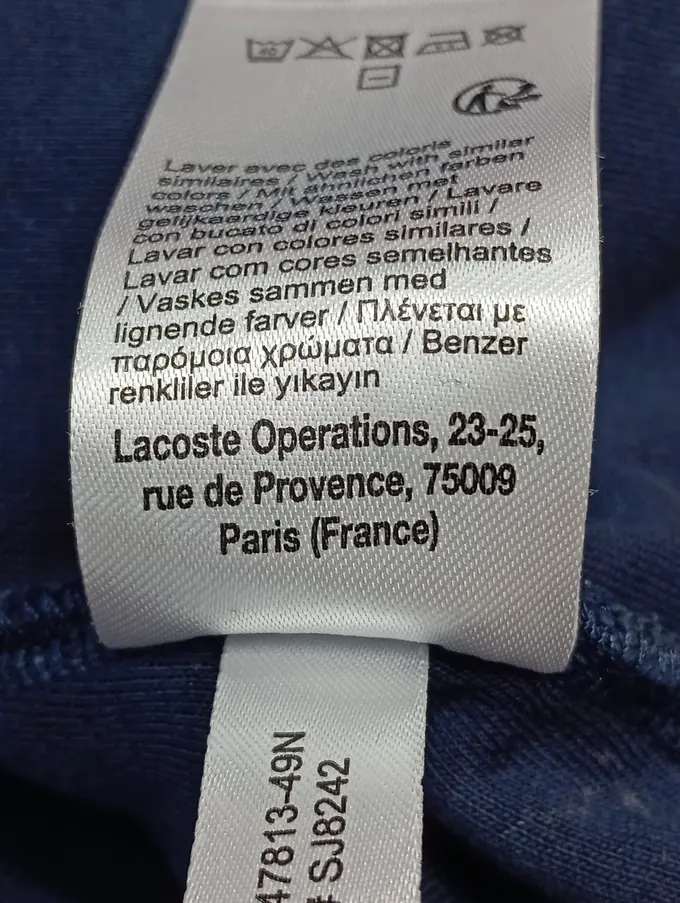 Laver avec des coloris
similaires / Wash with similar
colors / Mit ähnlichen farben
waschen / Wassen met
gelijkaardige kleuren / Lavare
con bucato di colori simili /
Lavar con colores similares /
Lavar com cores semelhantes
/ Vaskes sammen med
lignende farver / Πλένεται με
παρόμοια χρώματα / Benzer
renkliler ile yıkayın
Lacoste Operations, 23-25,
rue de Provence, 75009
Paris (France)
47813-49N
# SJ8242